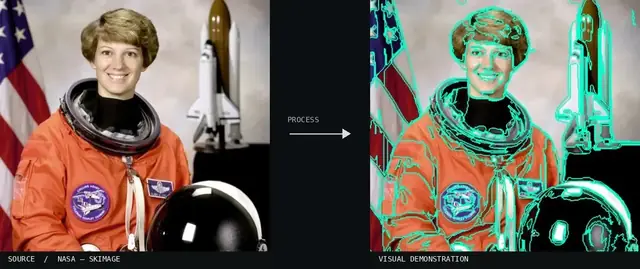 PROCESS
SOURCE / NASA — SKIMAGE
VISUAL DEMONSTRATION